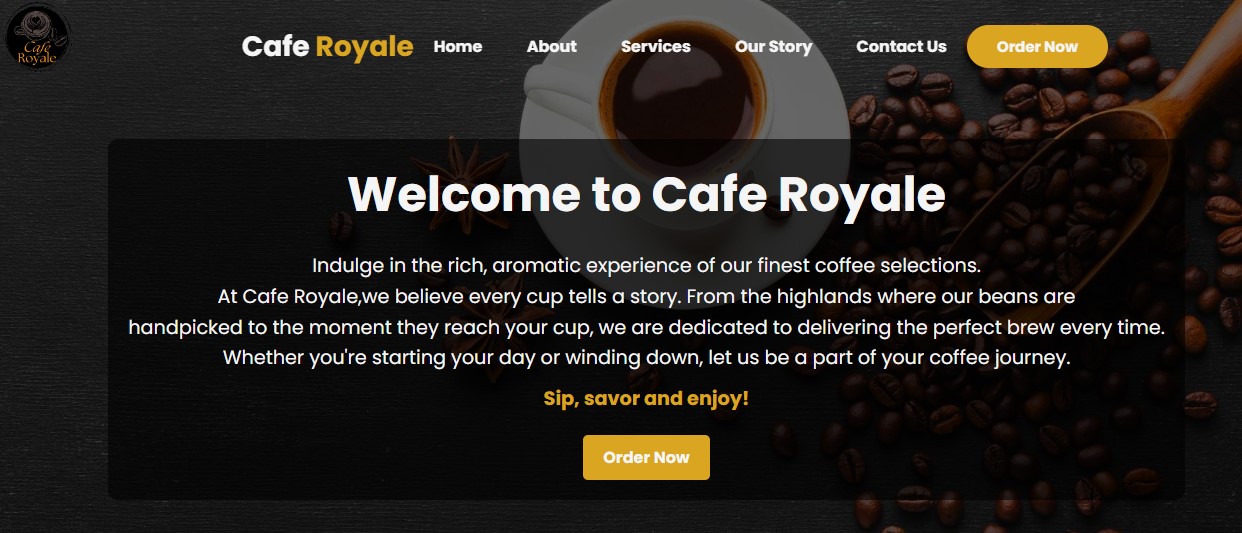 Cafe
Royale
Cafe Royale Home About Services Our Story Contact Us Order Now
Welcome to Cafe Royale
Indulge in the rich, aromatic experience of our finest coffee selections.
At Cafe Royale,we believe every cup tells a story. From the highlands where our beans are
handpicked to the moment they reach your cup, we are dedicated to delivering the perfect brew every time.
Whether you're starting your day or winding down, let us be a part of your coffee journey.
Sip, savor and enjoy!
Order Now